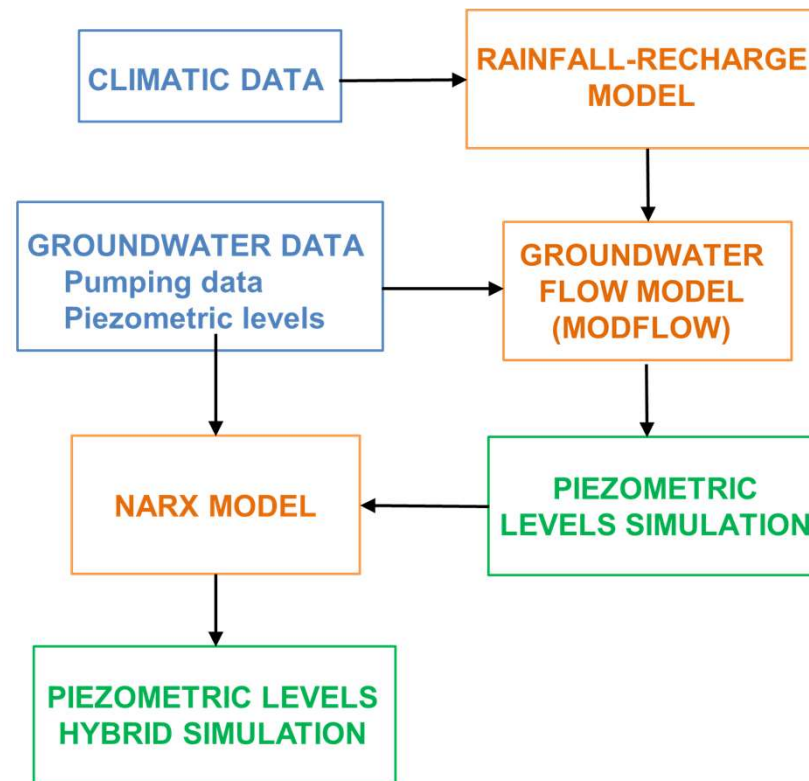 CLIMATIC DATA
RAINFALL-RECHARGE
MODEL
GROUNDWATER DATA
Pumping data
Piezometric levels
GROUNDWATER
FLOW MODEL
(MODFLOW)
NARX MODEL
PIEZOMETRIC
LEVELS SIMULATION
PIEZOMETRIC LEVELS
HYBRID SIMULATION